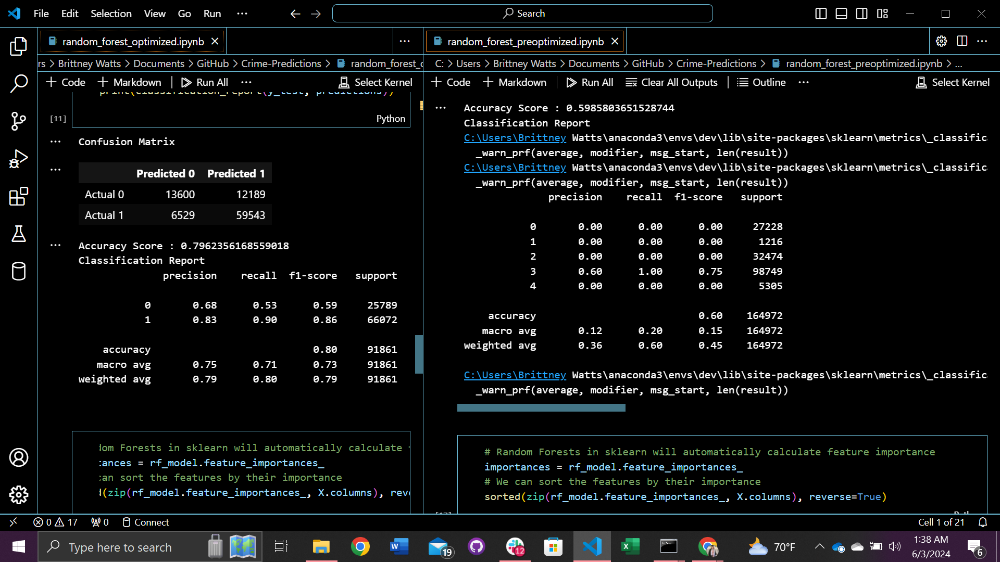 File Edit Selection View Go Run ···
Search
random_forest_optimized.ipynb
random_forest_preoptimized.ipynb
rs > Brittney Watts > Documents > GitHub > Crime-Predictions > random_forest_
+ Code + Markdown Run All ··· Select Kernel
print(classification_report(y_test, predictions))
[11]
Python
Confusion Matrix
Predicted 0 Predicted 1
Actual 0 13600 12189
Actual 1 6529 59543
Accuracy Score : 0.7962356168559018
Classification Report
precision recall f1-score support
0 0.68 0.53 0.59 25789
1 0.83 0.90 0.86 66072
accuracy 0.80 91861
macro avg 0.75 0.71 0.73 91861
weighted avg 0.79 0.80 0.79 91861
Forests in sklearn will automatically calculate
tances = rf_model.feature_importances_
can sort the features by their importance
(zip(rf_model.feature_importances_, X.columns), rev
C: > Users > Brittney Watts > Documents > GitHub > Crime-Predictions > random_forest_preoptimized.ipynb > ...
+ Code + Markdown Run All Clear All Outputs Outline ··· Select Kernel
Accuracy Score : 0.5985803651528744
Classification Report
C:\Users\Brittney Watts\anaconda3\envs\dev\lib\site-packages\sklearn\metrics\_classific
_warn_prf(average, modifier, msg_start, len(result))
C:\Users\Brittney Watts\anaconda3\envs\dev\lib\site-packages\sklearn\metrics\_classific
_warn_prf(average, modifier, msg_start, len(result))
precision recall f1-score support
0 0.00 0.00 0.00 27228
1 0.00 0.00 0.00 1216
2 0.00 0.00 0.00 32474
3 0.60 1.00 0.75 98749
4 0.00 0.00 0.00 5305
accuracy 0.60 164972
macro avg 0.12 0.20 0.15 164972
weighted avg 0.36 0.60 0.45 164972
C:\Users\Brittney Watts\anaconda3\envs\dev\lib\site-packages\sklearn\metrics\_classific
_warn_prf(average, modifier, msg_start, len(result))
# Random Forests in sklearn will automatically calculate feature importance
importances = rf_model.feature_importances_
# We can sort the features by their importance
sorted(zip(rf_model.feature_importances_, X.columns), reverse=True)
0 17 0 Connect
Cell 1 of 21
Type here to search
19
12
70°F
1:38 AM
6/3/2024
6